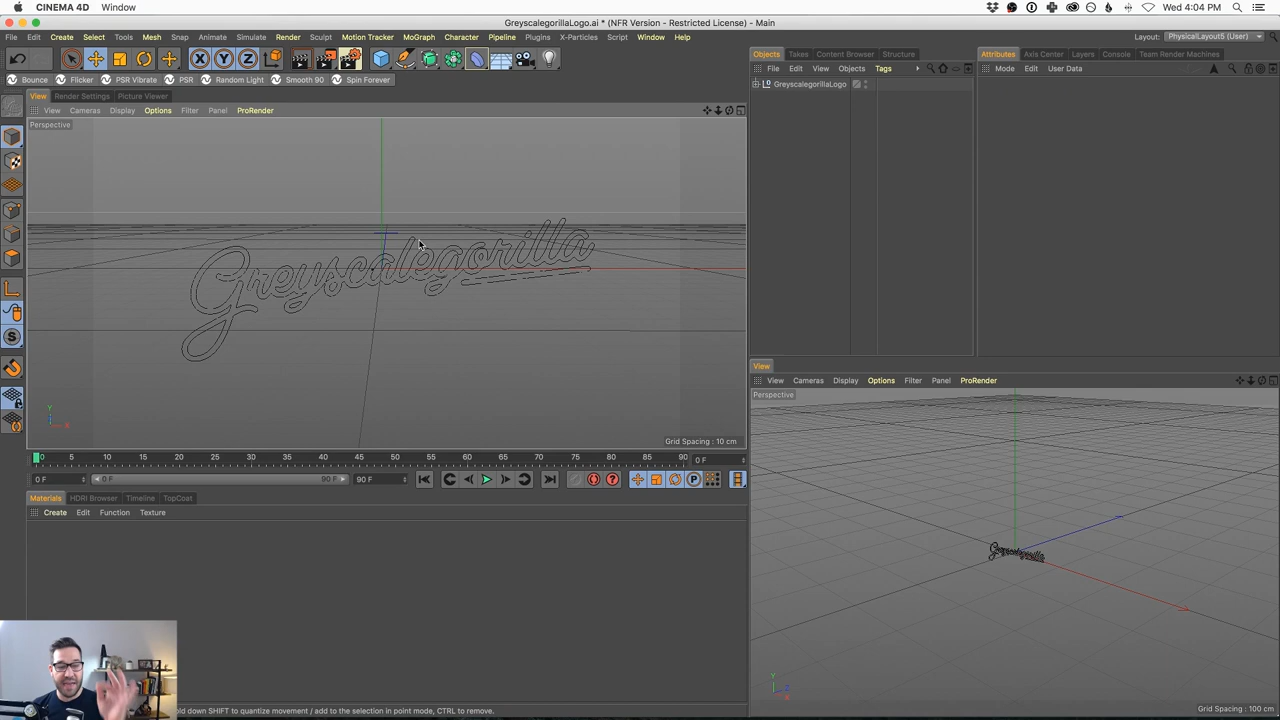 CINEMA 4D Window Wed 4:04 PM
GreyscalegorillaLogo.ai * (NFR Version - Restricted License) - Main
File Edit Create Select Tools Mesh Snap Animate Simulate Render Sculpt Motion Tracker MoGraph Character Pipeline Plugins X-Particles Script Window Help Layout: PhysicalLayout5 (User)
X Y Z
Objects Takes Content Browser Structure Attributes Axis Center Layers Console Team Render Machines
File Edit View Objects Tags Mode Edit User Data
Bounce Flicker PSR Vibrate PSR Random Light Smooth 90 Spin Forever
GreyscalegorillaLogo
View Render Settings Picture Viewer
View Cameras Display Options Filter Panel ProRender
Perspective
Greyscalegorilla
S
Y
X
Grid Spacing : 10 cm
0 5 10 15 20 25 30 35 40 45 50 55 60 65 70 75 80 85 90 0 F
0 F 0 F 90 F 90 F
P
Materials HDRI Browser Timeline TopCoat
Create Edit Function Texture
View
View Cameras Display Options Filter Panel ProRender
Perspective
Greyscalegorilla
Y
Z
X
Grid Spacing : 100 cm
down SHIFT to quantize movement / add to the selection in point mode, CTRL to remove.